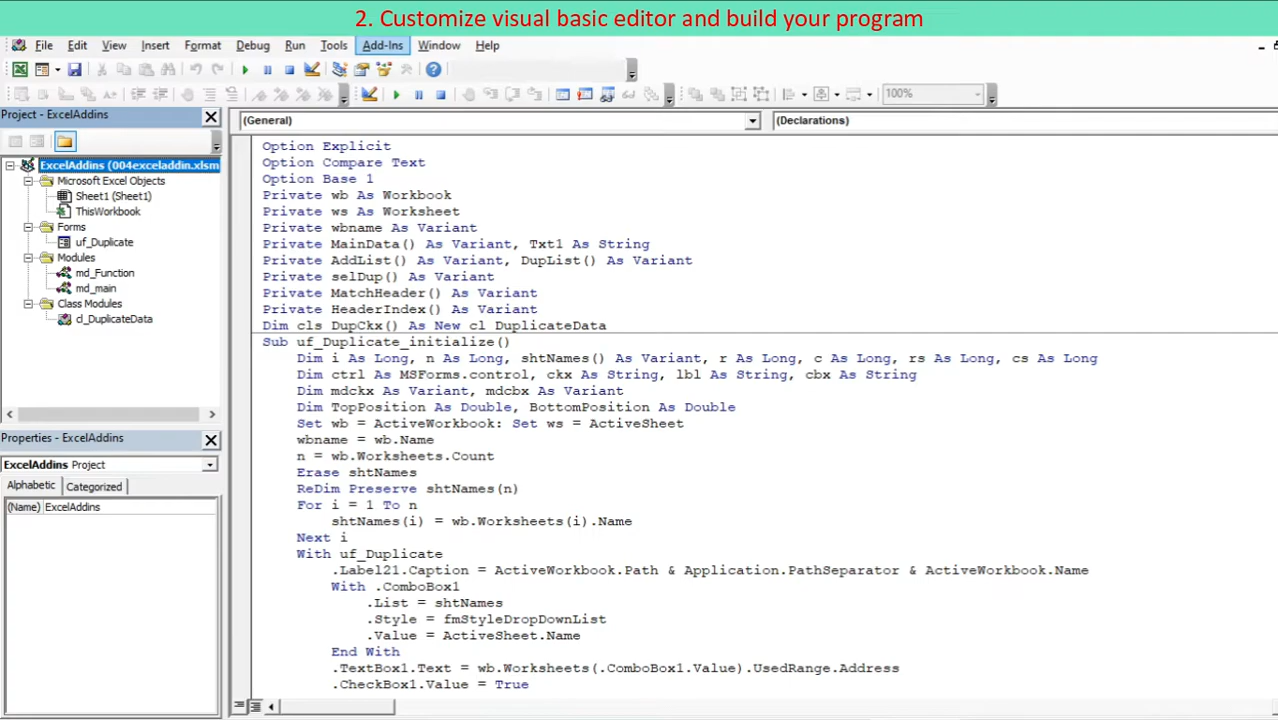 2. Customize visual basic editor and build your program
File Edit View Insert Format Debug Run Tools Add-Ins Window Help
100%
Project - ExcelAddins
ExcelAddins (004exceladdin.xlsm
Microsoft Excel Objects
Sheet1 (Sheet1)
ThisWorkbook
Forms
uf_Duplicate
Modules
md_Function
md_main
Class Modules
cl_DuplicateData
Properties - ExcelAddins
ExcelAddins Project
Alphabetic Categorized
(Name) ExcelAddins
(General) (Declarations)
Option Explicit
Option Compare Text
Option Base 1
Private wb As Workbook
Private ws As Worksheet
Private wbname As Variant
Private MainData() As Variant, Txt1 As String
Private AddList() As Variant, DupList() As Variant
Private selDup() As Variant
Private MatchHeader() As Variant
Private HeaderIndex() As Variant
Dim cls DupCkx() As New cl DuplicateData
Sub uf_Duplicate_initialize()
Dim i As Long, n As Long, shtNames() As Variant, r As Long, c As Long, rs As Long, cs As Long
Dim ctrl As MSForms.control, ckx As String, lbl As String, cbx As String
Dim mdckx As Variant, mdcbx As Variant
Dim TopPosition As Double, BottomPosition As Double
Set wb = ActiveWorkbook: Set ws = ActiveSheet
wbname = wb.Name
n = wb.Worksheets.Count
Erase shtNames
ReDim Preserve shtNames(n)
For i = 1 To n
shtNames(i) = wb.Worksheets(i).Name
Next i
With uf_Duplicate
.Label21.Caption = ActiveWorkbook.Path & Application.PathSeparator & ActiveWorkbook.Name
With .ComboBox1
.List = shtNames
.Style = fmStyleDropDownList
.Value = ActiveSheet.Name
End With
.TextBox1.Text = wb.Worksheets(.ComboBox1.Value).UsedRange.Address
.CheckBox1.Value = True